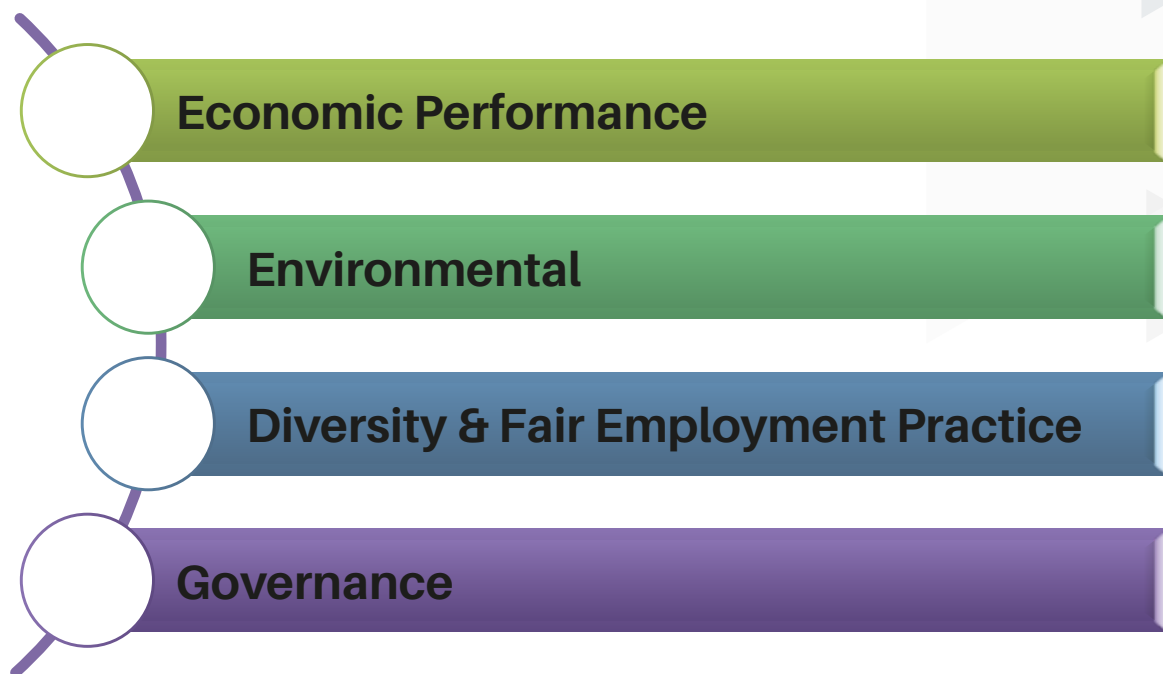 Economic Performance
Environmental
Diversity & Fair Employment Practice
Governance